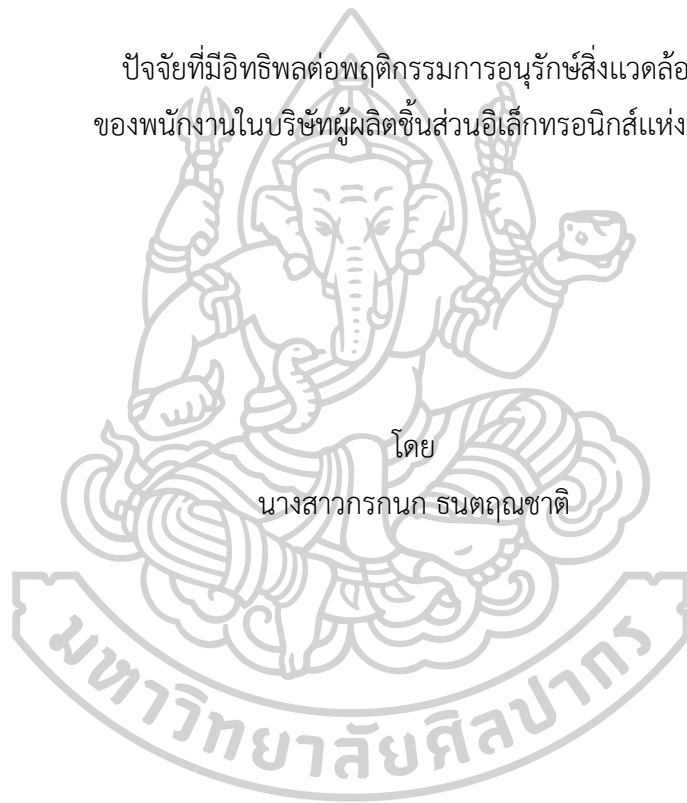 ปัจจัยที่มีอิทธิพลต่อพฤติกรรมการอนุรักษ์สิ่งแวดล้อ
ของพนักงานในบริษัทผู้ผลิตชิ้นส่วนอิเล็กทรอนิกส์แห่ง
โดย
นางสาวกรกนก ธนตฤณชาติ
มหาวิทยาลัยศิลปากร